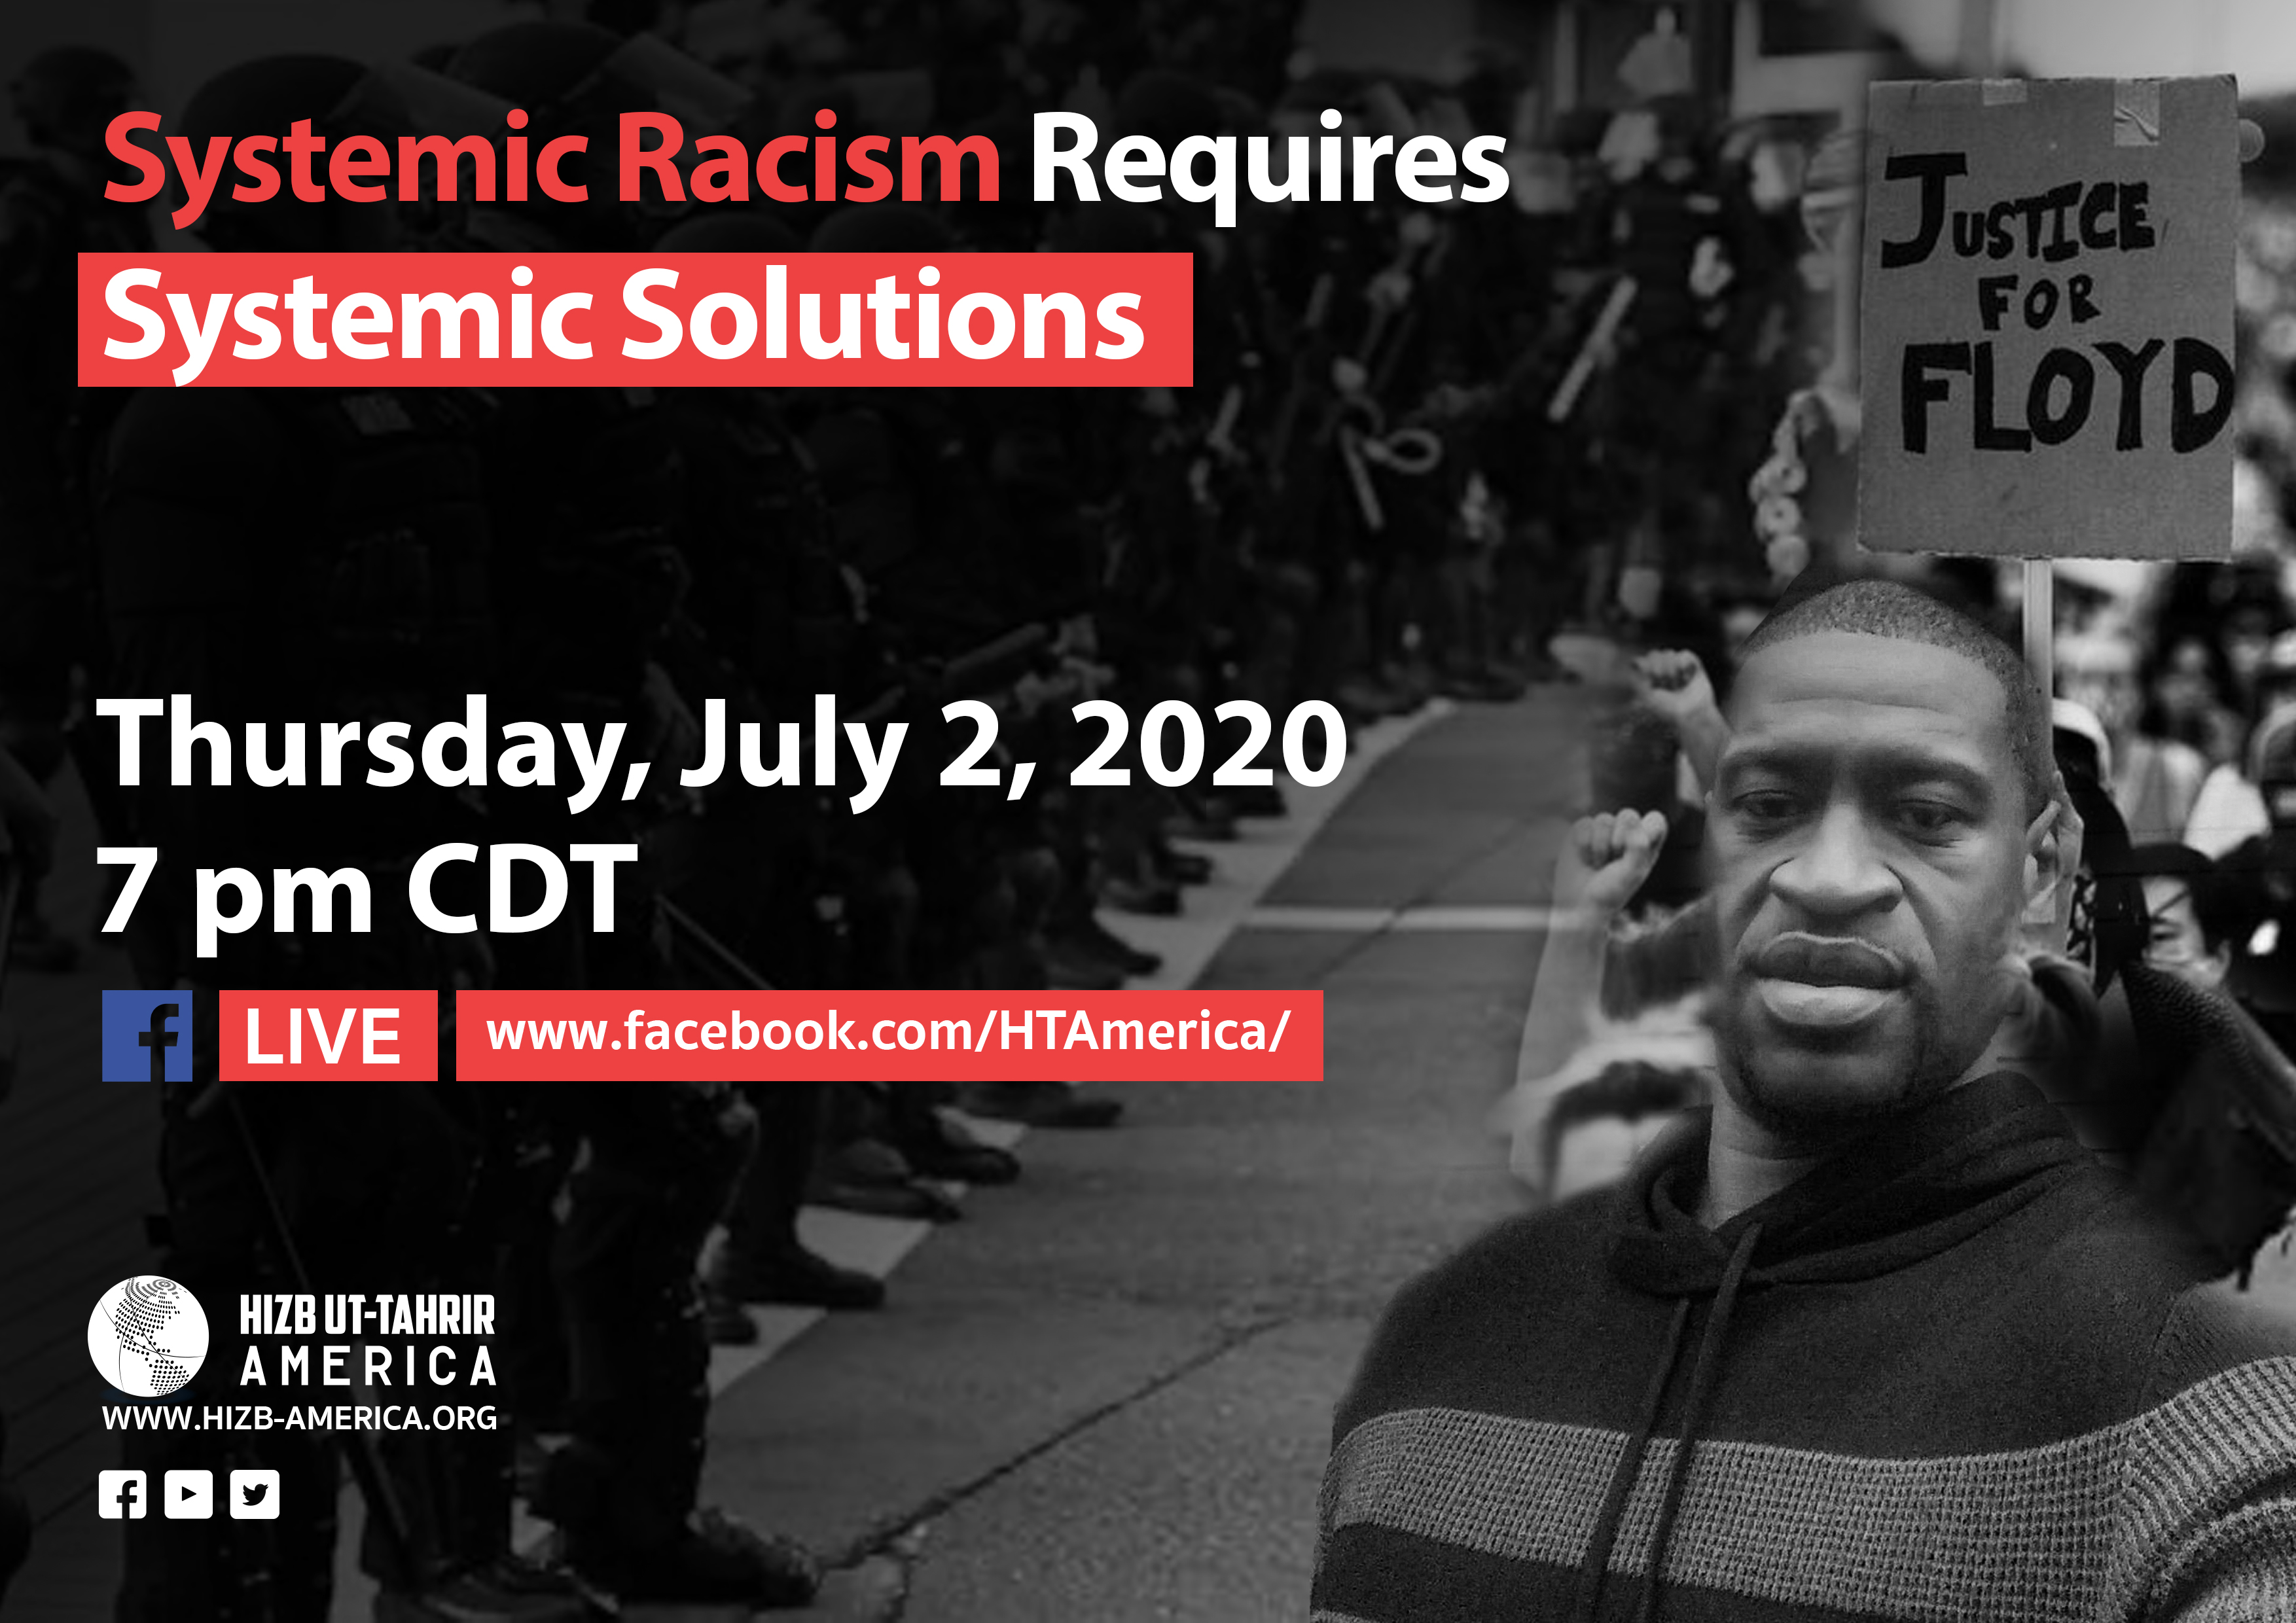 Systemic Racism Requires
Systemic Solutions
JUSTICE
FOR
FLOYD
Thursday, July 2, 2020
7 pm CDT
f LIVE www.facebook.com/HTAmerica/
HIZB UT-TAHRIR
AMERICA
WWW.HIZB-AMERICA.ORG